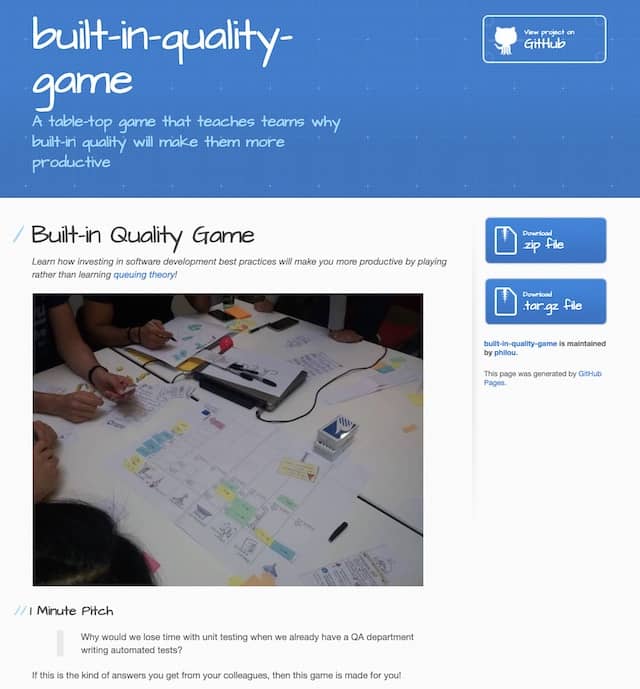 built-in-quality-
game
A table-top game that teaches teams why
built-in quality will make them more
productive
View project on
GitHub
/ Built-in Quality Game
Learn how investing in software development best practices will make you more productive by playing
rather than learning queuing theory!
Download
.zip file
Download
.tar.gz file
built-in-quality-game is maintained
by philou.
This page was generated by GitHub
Pages.
// 1 Minute Pitch
Why would we lose time with unit testing when we already have a QA department
writing automated tests?
If this is the kind of answers you get from your colleagues, then this game is made for you!